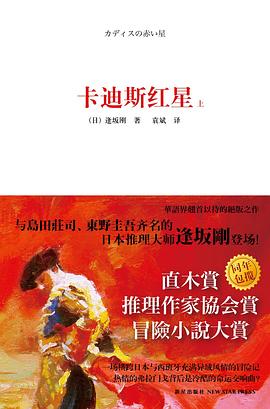 カディスの赤い星
卡迪斯红星 上
〔日〕逢坂刚 著 袁斌 译
華語界翹首以待的絕版之作
与島田莊司、東野圭吾齐名的
日本推理大师逢坂剛登场!
直木賞
推理作家協會賞
冒險小說大賞
同年包揽
一场横跨日本与西班牙充满异域风情的冒险记
热情的弗拉门戈背后是冷酷的命运交响曲?
新星出版社 NEW STAR PRESS